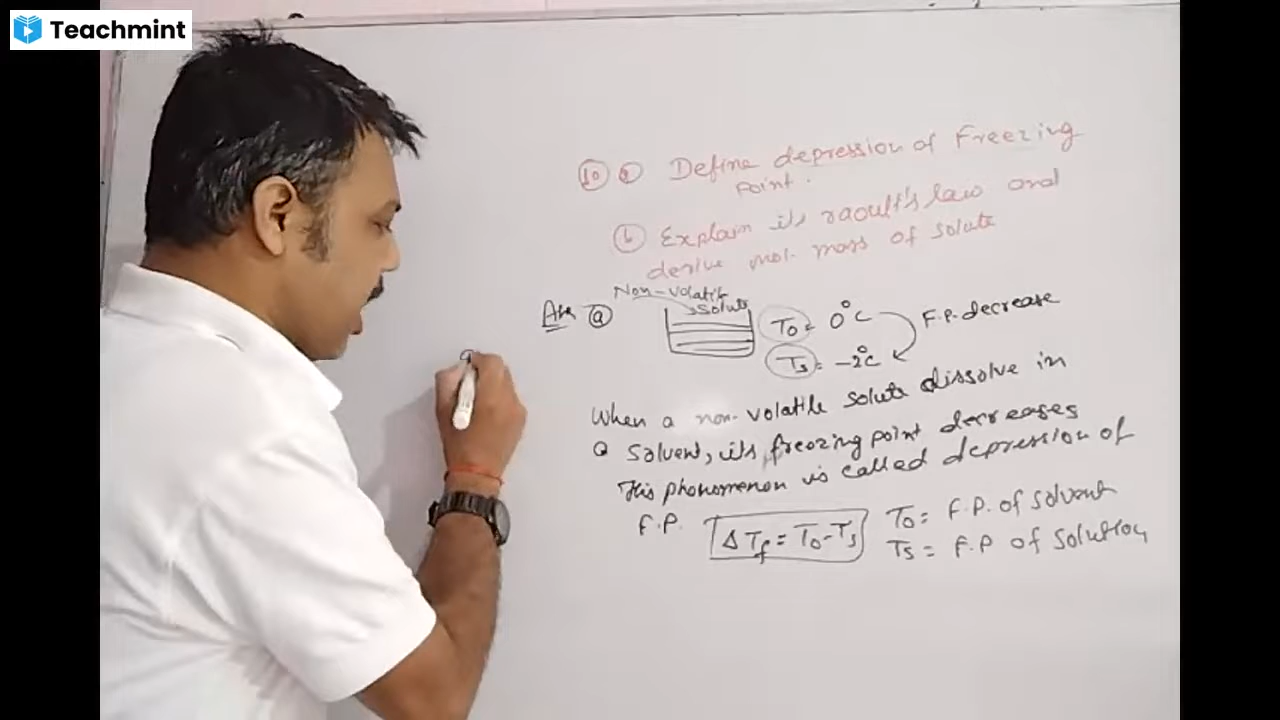 Teachmint
10 a Define depression of Freezing
Point.
b Explain its raoult's law and
derive mol. mass of solute
Ans a
Non-volatile
Solute
To = 0°C
F.P. decrease
Ts = -2°C
When a non-volatile solute dissolve in
a solvent, its freezing point decreases
This phenomenon is called depression of
F.P.
ΔTf = To-Ts
To = F.P. of solvent
Ts = F.P of solution